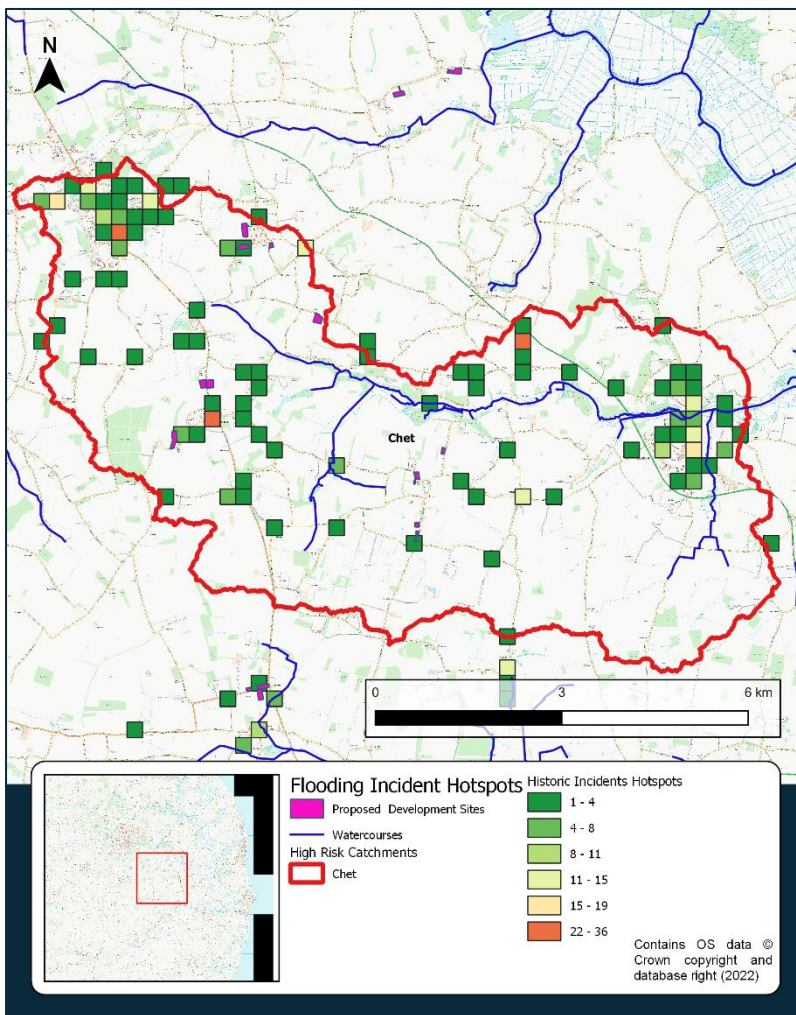 N
Chet
0 3 6 km
Flooding Incident Hotspots
Proposed Development Sites
Watercourses
High Risk Catchments
Chet
Historic Incidents Hotspots
1 - 4
4 - 8
8 - 11
11 - 15
15 - 19
22 - 36
Contains OS data ©
Crown copyright and
database right (2022)